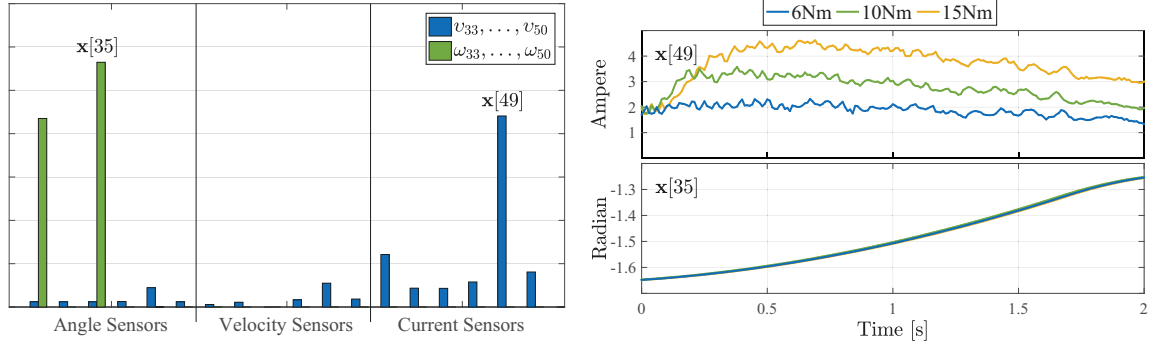 υ₃₃, . . . , υ₅₀
ω₃₃, . . . , ω₅₀
x[35]
x[49]
Angle Sensors
Velocity Sensors
Current Sensors
6Nm
10Nm
15Nm
x[49]
Ampere
4
3
2
1
x[35]
Radian
-1.3
-1.4
-1.5
-1.6
0
0.5
1
1.5
2
Time [s]